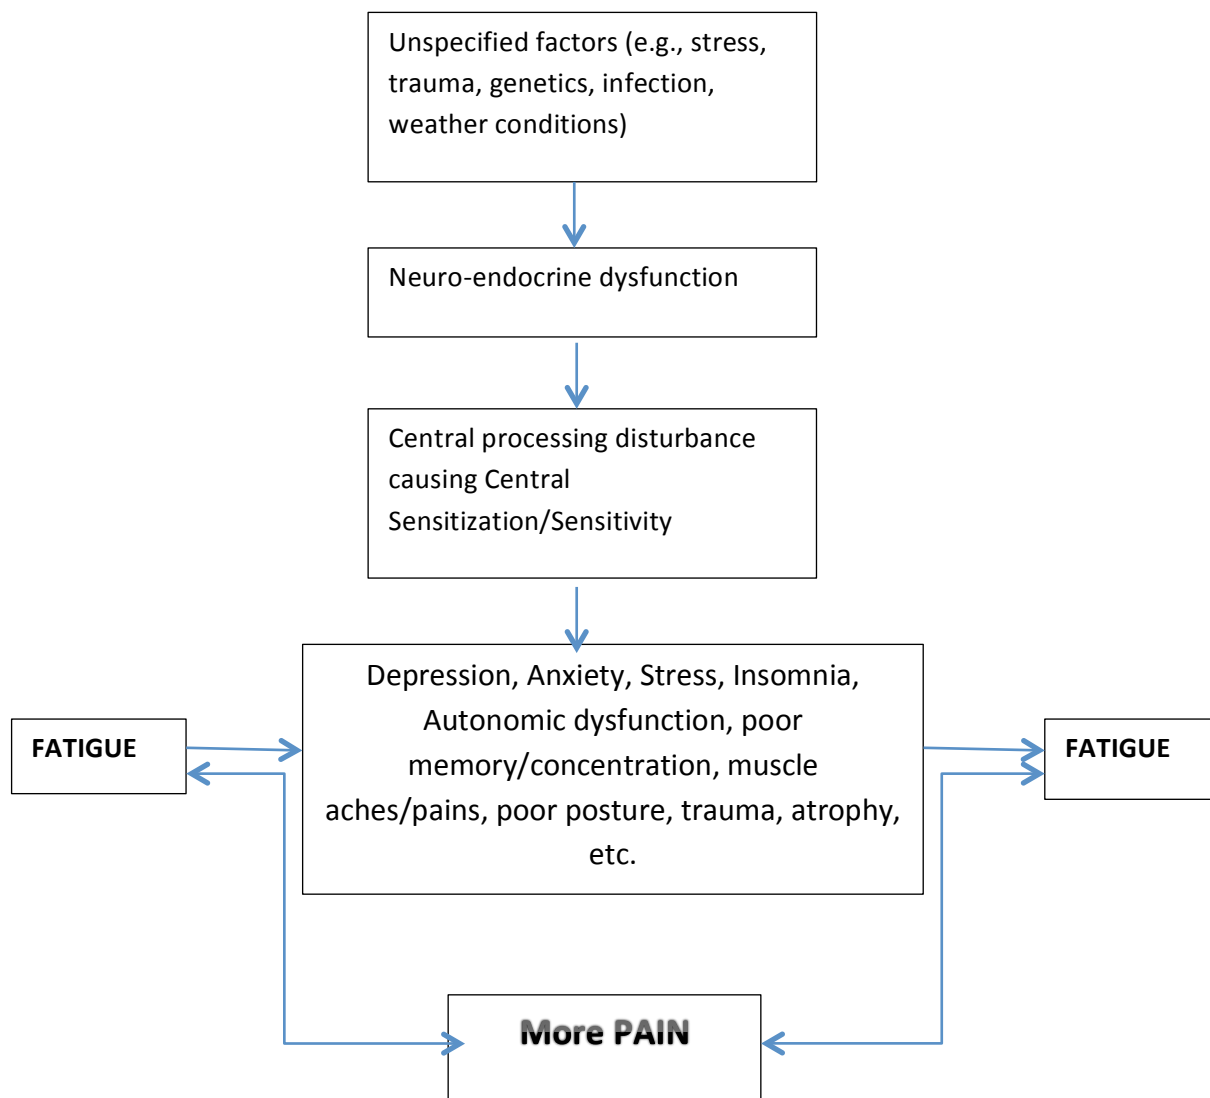 Unspecified factors (e.g., stress,
trauma, genetics, infection,
weather conditions)
Neuro-endocrine dysfunction
Central processing disturbance
causing Central
Sensitization/Sensitivity
Depression, Anxiety, Stress, Insomnia,
Autonomic dysfunction, poor
memory/concentration, muscle
aches/pains, poor posture, trauma, atrophy,
etc.
FATIGUE
FATIGUE
More PAIN